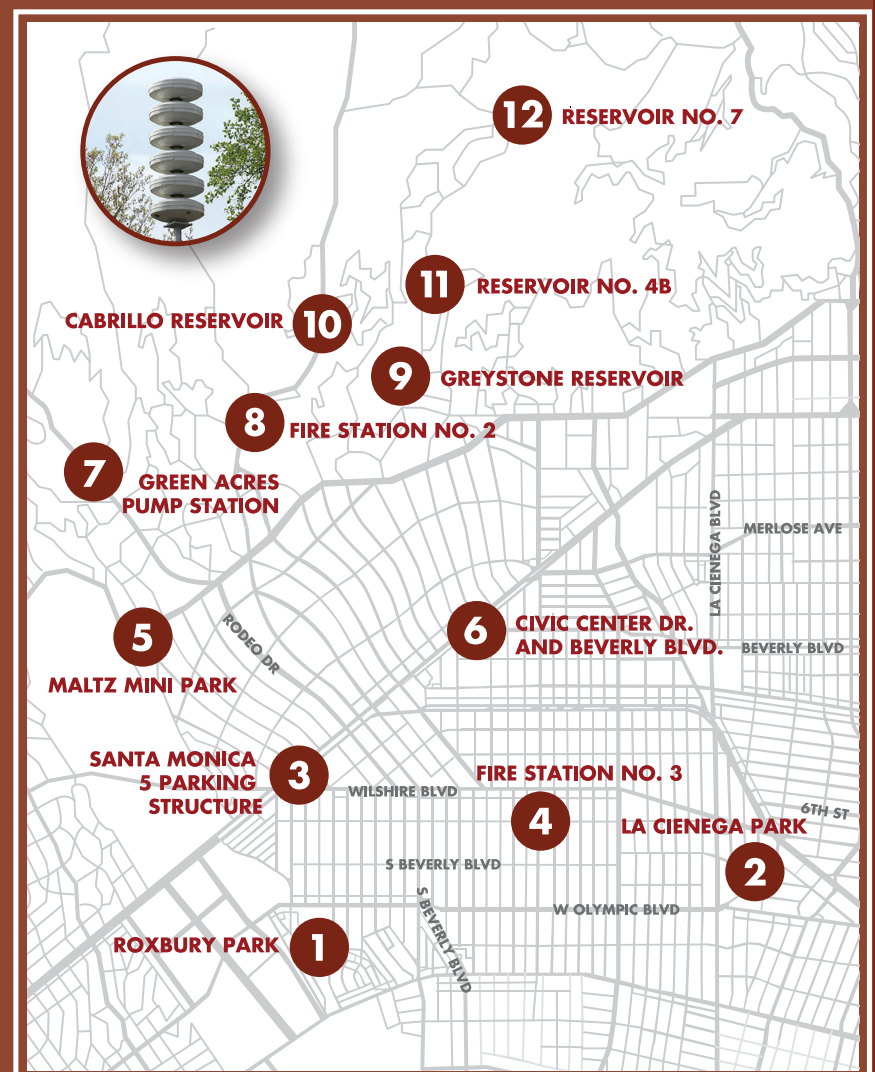 12 RESERVOIR NO. 7
11 RESERVOIR NO. 4B
CABRILLO RESERVOIR 10
9 GREYSTONE RESERVOIR
8 FIRE STATION NO. 2
7 GREEN ACRES
PUMP STATION
LA CIENEGA BLVD
MERLOSE AVE
5
MALTZ MINI PARK
RODEO DR
6 CIVIC CENTER DR.
AND BEVERLY BLVD.
BEVERLY BLVD
SANTA MONICA
5 PARKING
STRUCTURE
3
WILSHIRE BLVD
FIRE STATION NO. 3
4
6TH ST
LA CIENEGA PARK
2
S BEVERLY BLVD
S BEVERLY BLVD
W OLYMPIC BLVD
ROXBURY PARK 1